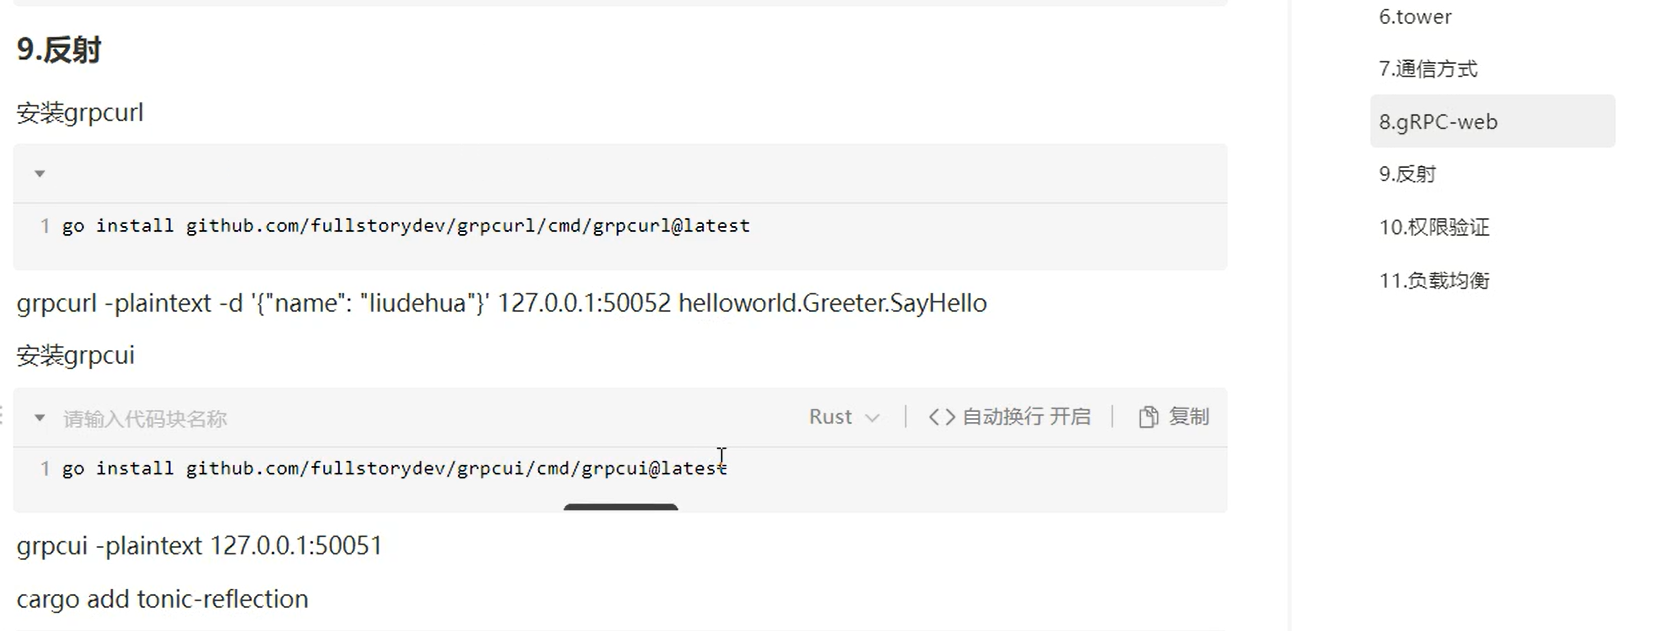 9.反射
安装grpcurl
1 go install github.com/fullstorydev/grpcurl/cmd/grpcurl@latest
grpcurl -plaintext -d '{"name": "liudehua"}' 127.0.0.1:50052 helloworld.Greeter.SayHello
安装grpcui
请输入代码块名称 Rust 自动换行 开启 复制
1 go install github.com/fullstorydev/grpcui/cmd/grpcui@latest
grpcui -plaintext 127.0.0.1:50051
cargo add tonic-reflection
6.tower
7.通信方式
8.gRPC-web
9.反射
10.权限验证
11.负载均衡